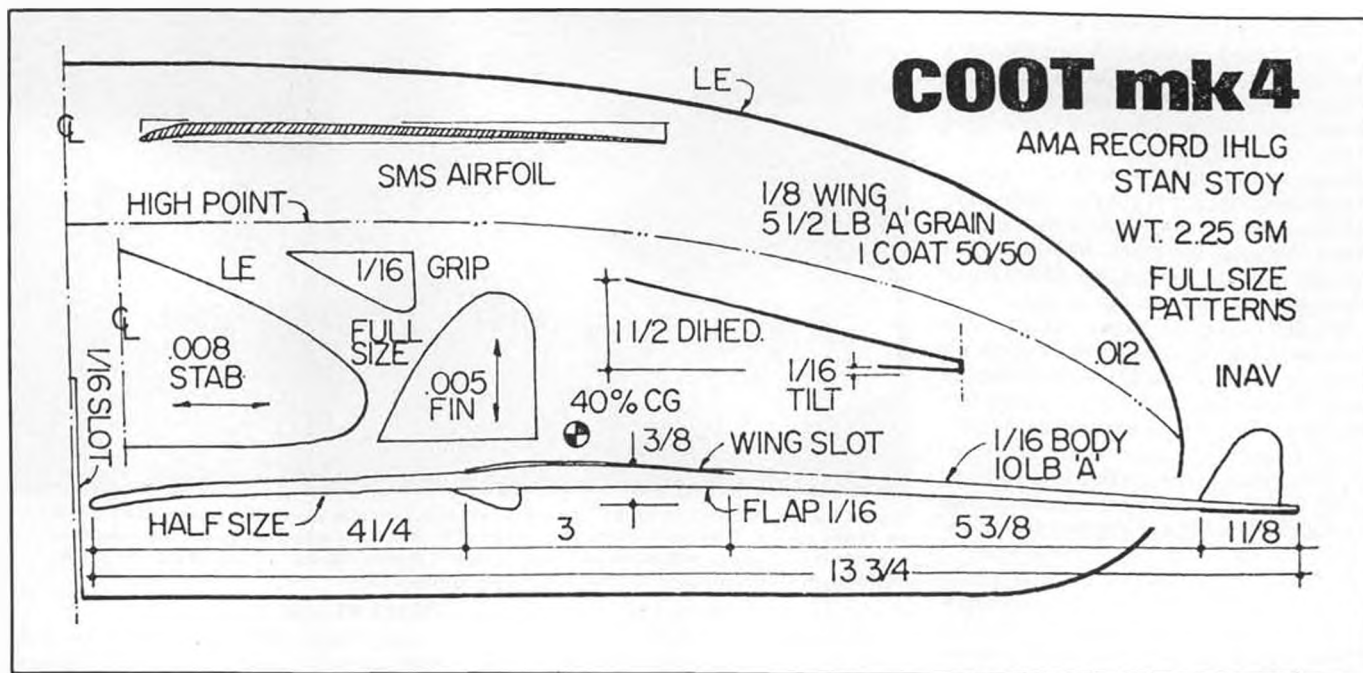 COOT mk4
AMA RECORD IHLG
STAN STOY
WT. 2.25 GM
FULL SIZE
PATTERNS
INAV
LE
℄
SMS AIRFOIL
HIGH POINT
1/8 WING
5 1/2 LB 'A' GRAIN
1 COAT 50/50
LE
1/16
GRIP
FULL
SIZE
℄
.008
STAB.
.005
FIN
1 1/2 DIHED.
1/16
TILT
.012
1/16 SLOT
40% CG
3/8
WING SLOT
1/16 BODY
10 LB 'A'
HALF SIZE
FLAP 1/16
4 1/4
3
5 3/8
1 1/8
13 3/4